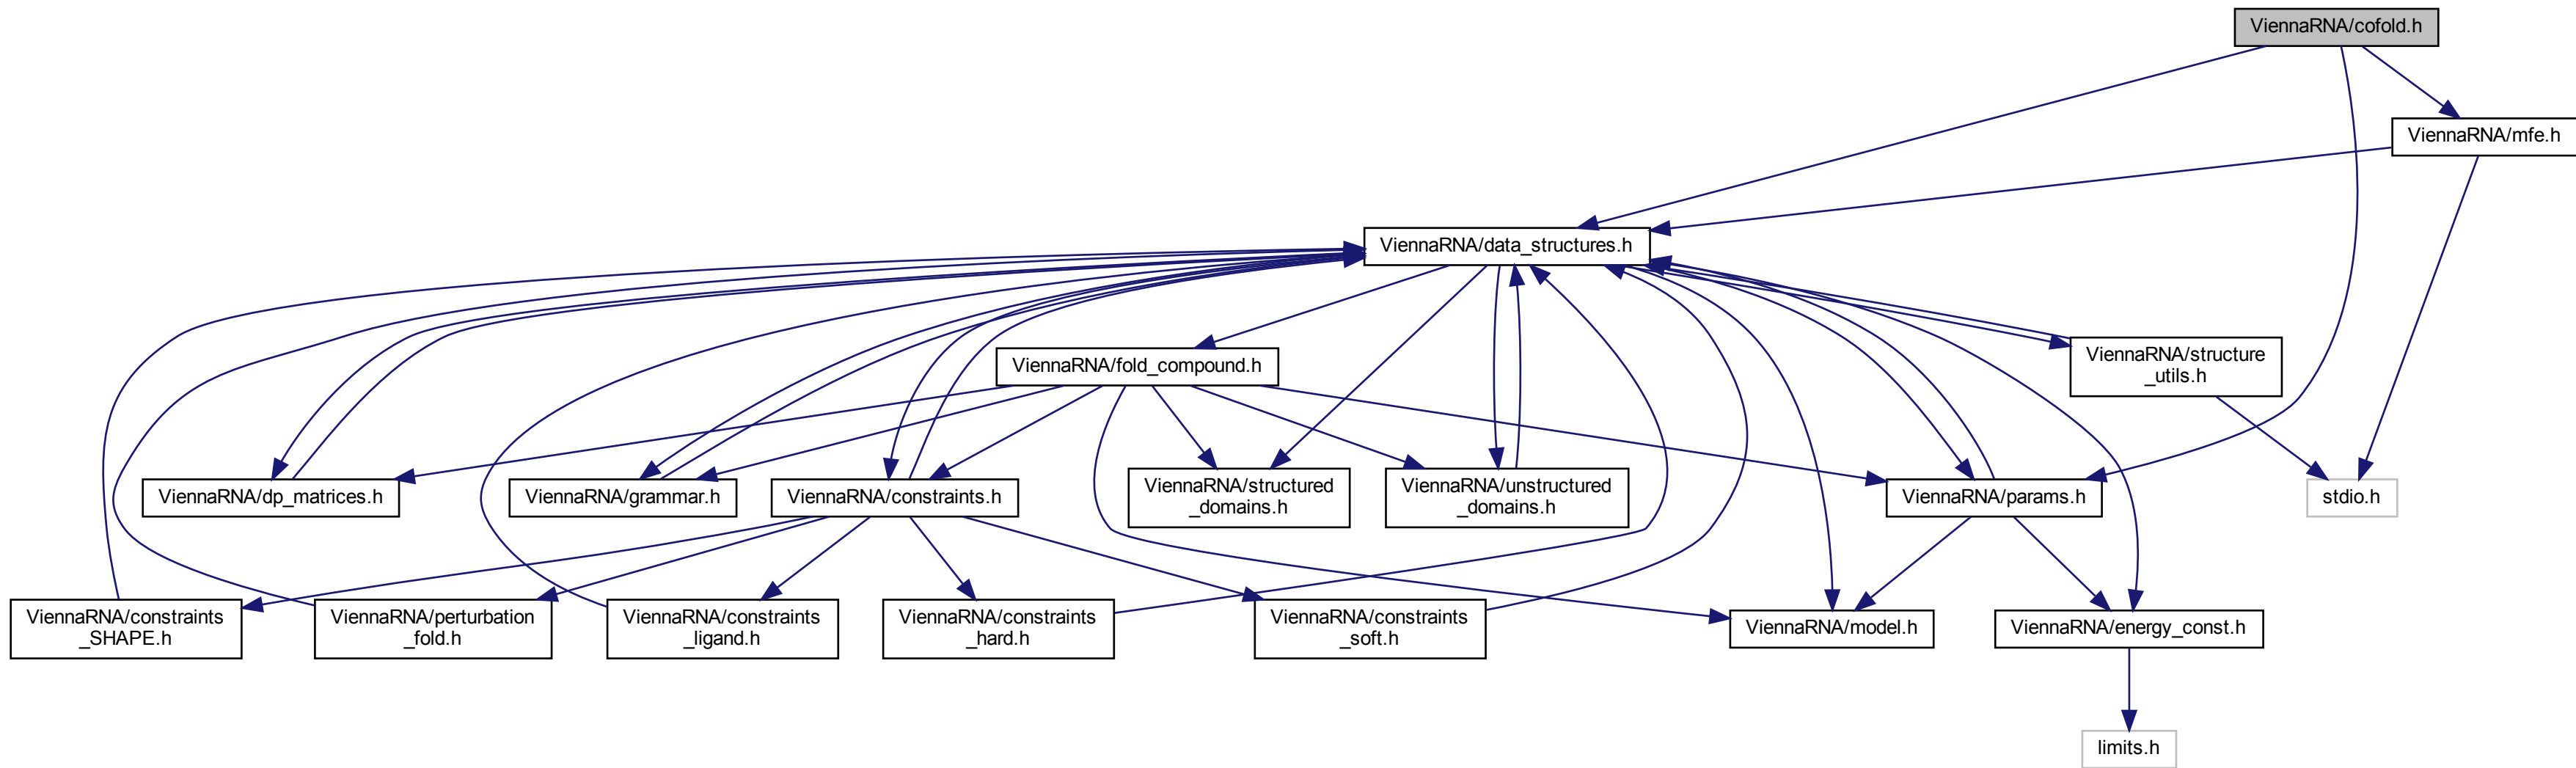 ViennaRNA/cofold.h
ViennaRNA/mfe.h
ViennaRNA/data_structures.h
ViennaRNA/structure
_utils.h
ViennaRNA/fold_compound.h
ViennaRNA/dp_matrices.h
ViennaRNA/grammar.h
ViennaRNA/constraints.h
ViennaRNA/structured
_domains.h
ViennaRNA/unstructured
_domains.h
ViennaRNA/params.h
stdio.h
ViennaRNA/constraints
_SHAPE.h
ViennaRNA/perturbation
_fold.h
ViennaRNA/constraints
_ligand.h
ViennaRNA/constraints
_hard.h
ViennaRNA/constraints
_soft.h
ViennaRNA/model.h
ViennaRNA/energy_const.h
limits.h